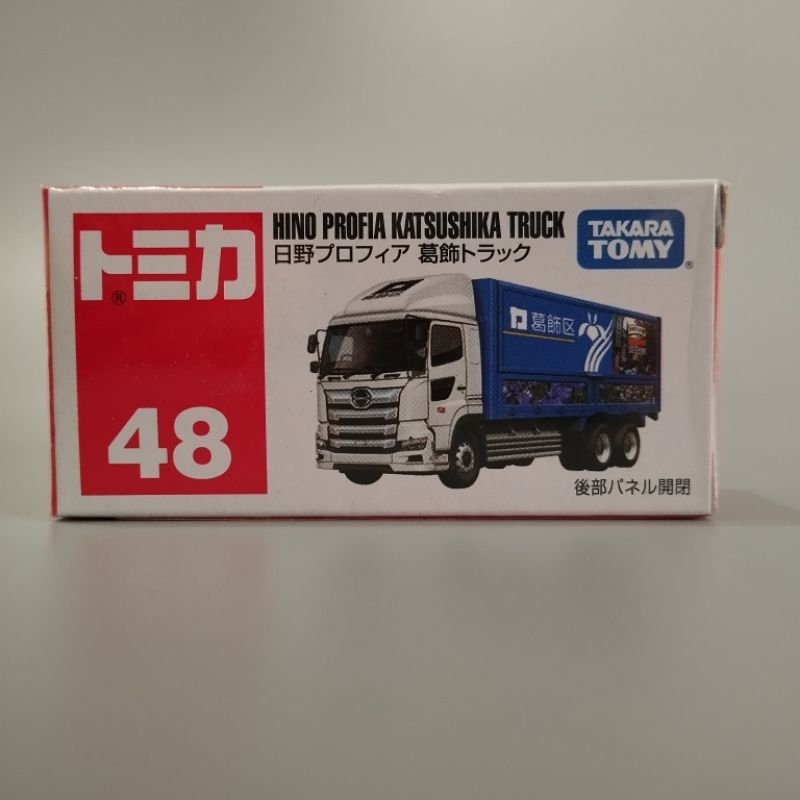 トミカ
®
48
HINO PROFIA KATSUSHIKA TRUCK
日野プロフィア 葛飾トラック
TAKARA
TOMY
®
葛飾区
後部パネル開閉